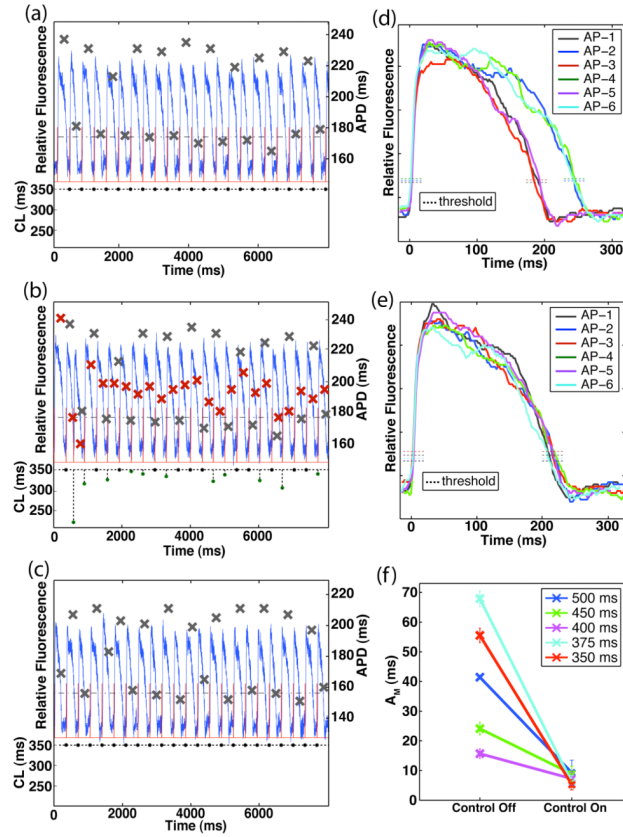 (a)
Relative Fluorescence
240
220
200
180
160
APD (ms)
CL (ms)
350
300
250
0 2000 4000 6000
Time (ms)
(b)
Relative Fluorescence
240
220
200
180
160
APD (ms)
CL (ms)
350
300
250
0 2000 4000 6000
Time (ms)
(c)
Relative Fluorescence
220
200
180
160
140
APD (ms)
CL (ms)
350
300
250
0 2000 4000 6000
Time (ms)
(d)
Relative Fluorescence
AP-1
AP-2
AP-3
AP-4
AP-5
AP-6
threshold
0 100 200 300
Time (ms)
(e)
Relative Fluorescence
AP-1
AP-2
AP-3
AP-4
AP-5
AP-6
threshold
0 100 200 300
Time (ms)
(f)
A_M (ms)
70
60
50
40
30
20
10
0
500 ms
450 ms
400 ms
375 ms
350 ms
Control Off Control On